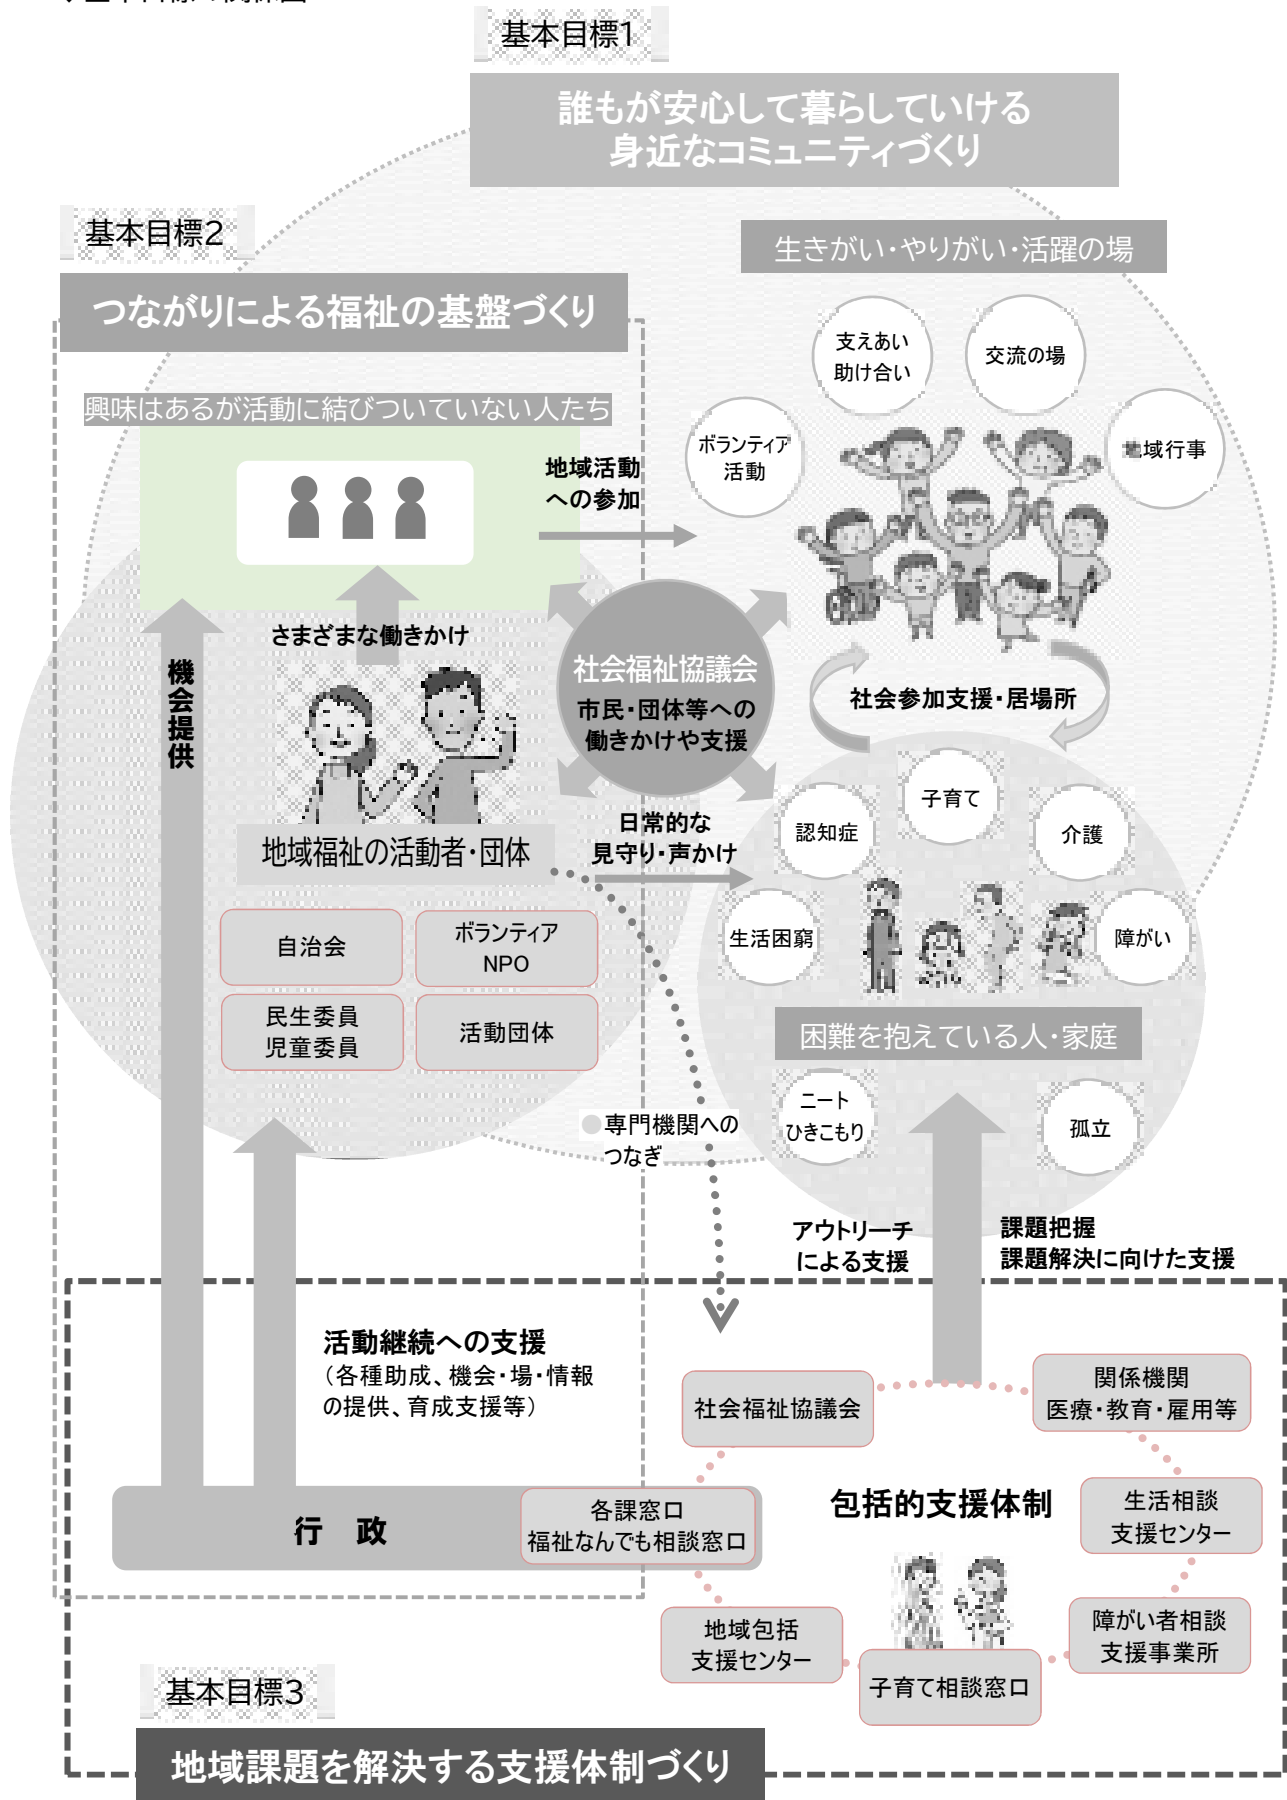 基本目標1
誰もが安心して暮らしていける
身近なコミュニティづくり
基本目標2
つながりによる福祉の基盤づくり
生きがい・やりがい・活躍の場
支えあい
助け合い
交流の場
ボランティア
活動
地域行事
興味はあるが活動に結びついていない人たち
地域活動
への参加
さまざまな働きかけ
機会提供
社会福祉協議会
市民・団体等への
働きかけや支援
社会参加支援・居場所
地域福祉の活動者・団体
日常的な
見守り・声かけ
自治会
ボランティア
NPO
民生委員
児童委員
活動団体
子育て
認知症
介護
生活困窮
障がい
困難を抱えている人・家庭
ニート
ひきこもり
孤立
専門機関への
つなぎ
アウトリーチ
による支援
課題把握
課題解決に向けた支援
活動継続への支援
（各種助成、機会・場・情報
の提供、育成支援等）
行 政
各課窓口
福祉なんでも相談窓口
社会福祉協議会
関係機関
医療・教育・雇用等
包括的支援体制
生活相談
支援センター
地域包括
支援センター
子育て相談窓口
障がい者相談
支援事業所
基本目標3
地域課題を解決する支援体制づくり